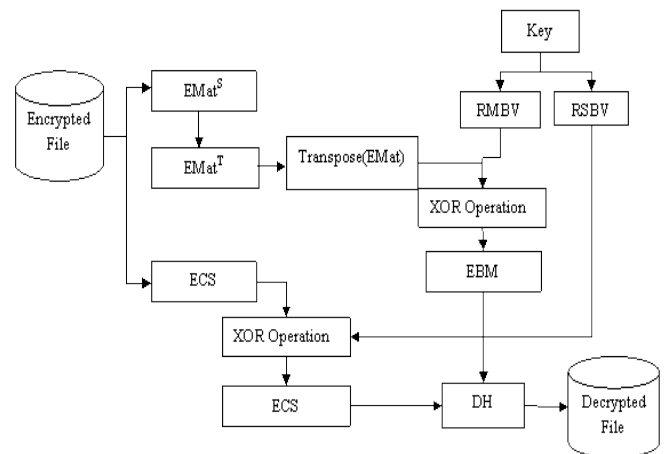 Key
Encrypted
File
EMat^S
RMBV
RSBV
EMat^T
Transpose(EMat)
XOR Operation
EBM
ECS
XOR Operation
ECS
DH
Decrypted
File